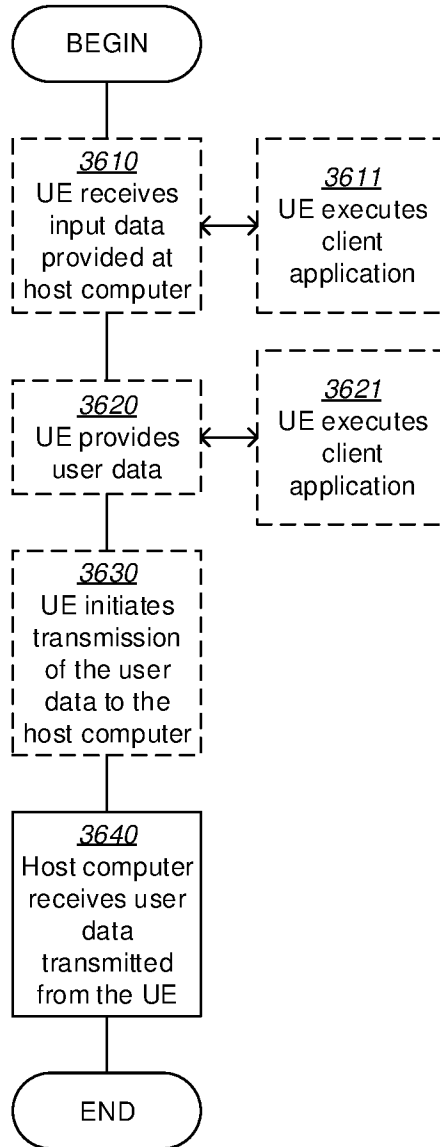 BEGIN
3610
UE receives
input data
provided at
host computer
3611
UE executes
client
application
3620
UE provides
user data
3621
UE executes
client
application
3630
UE initiates
transmission
of the user
data to the
host computer
3640
Host computer
receives user
data
transmitted
from the UE
END